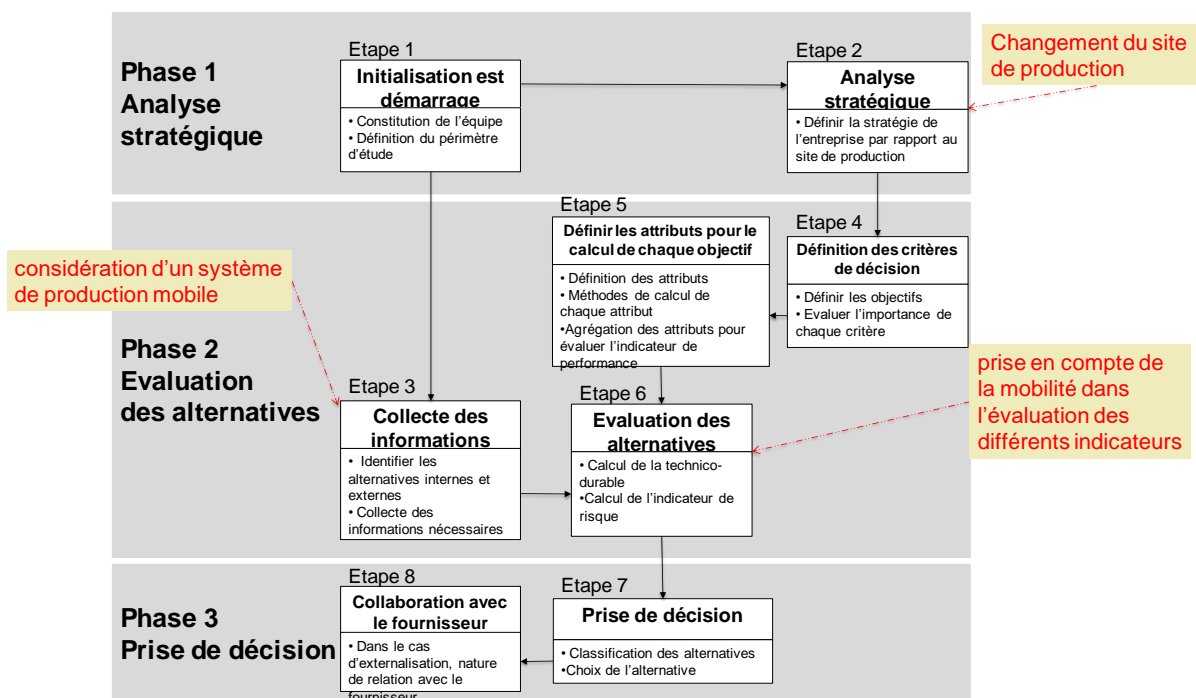 Phase 1
Analyse
stratégique
Etape 1
Initialisation est
démarrage
• Constitution de l'équipe
• Définition du périmètre
d'étude
Etape 2
Analyse
stratégique
• Définir la stratégie de
l'entreprise par rapport au
site de production
Changement du site
de production
considération d'un système
de production mobile
Phase 2
Evaluation
des alternatives
Etape 5
Définir les attributs pour le
calcul de chaque objectif
• Définition des attributs
• Méthodes de calcul de
chaque attribut
•Agrégation des attributs pour
évaluer l'indicateur de
performance
Etape 4
Définition des critères
de décision
• Définir les objectifs
• Evaluer l'importance de
chaque critère
Etape 3
Collecte des
informations
• Identifier les
alternatives internes et
externes
• Collecte des
informations nécessaires
Etape 6
Evaluation des
alternatives
• Calcul de la technico-
durable
•Calcul de l'indicateur de
risque
prise en compte de
la mobilité dans
l'évaluation des
différents indicateurs
Phase 3
Prise de décision
Etape 8
Collaboration avec
le fournisseur
• Dans le cas
d'externalisation, nature
de relation avec le
fournisseur
Etape 7
Prise de décision
• Classification des alternatives
•Choix de l'alternative